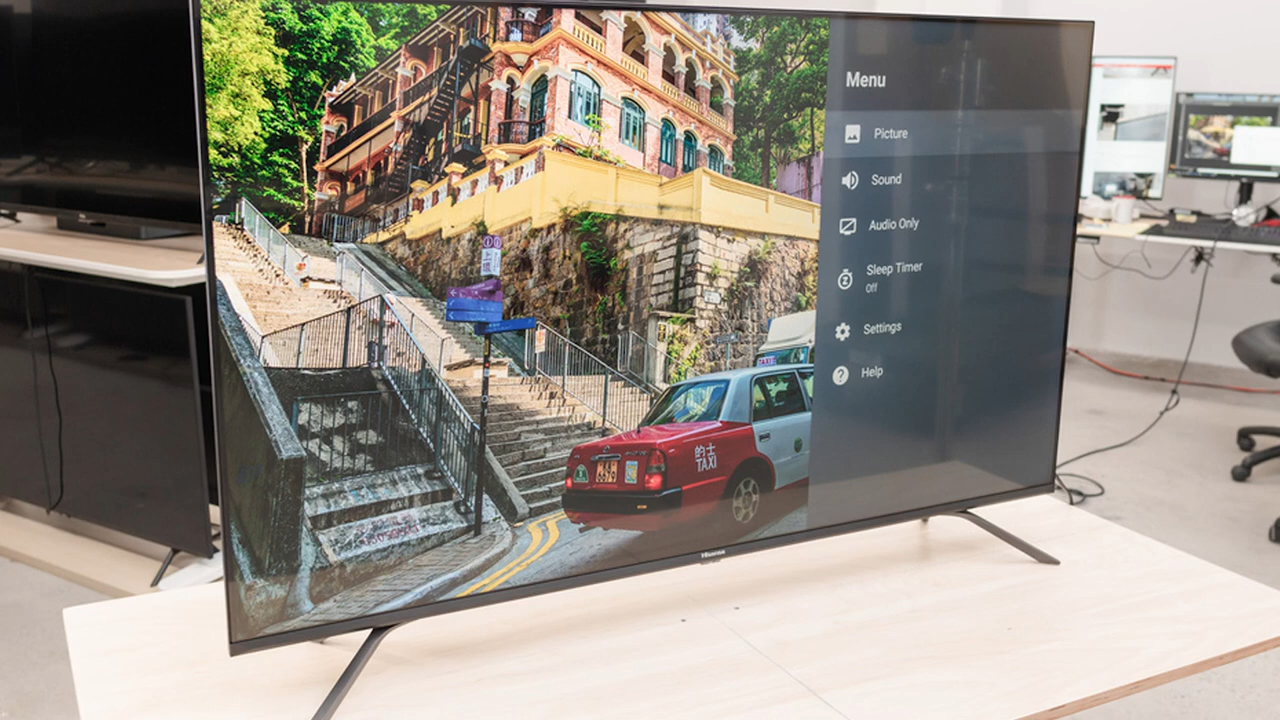 Menu
Picture
Sound
Audio Only
Sleep Timer
Off
Settings
Help
的士
TAXI
Hisense